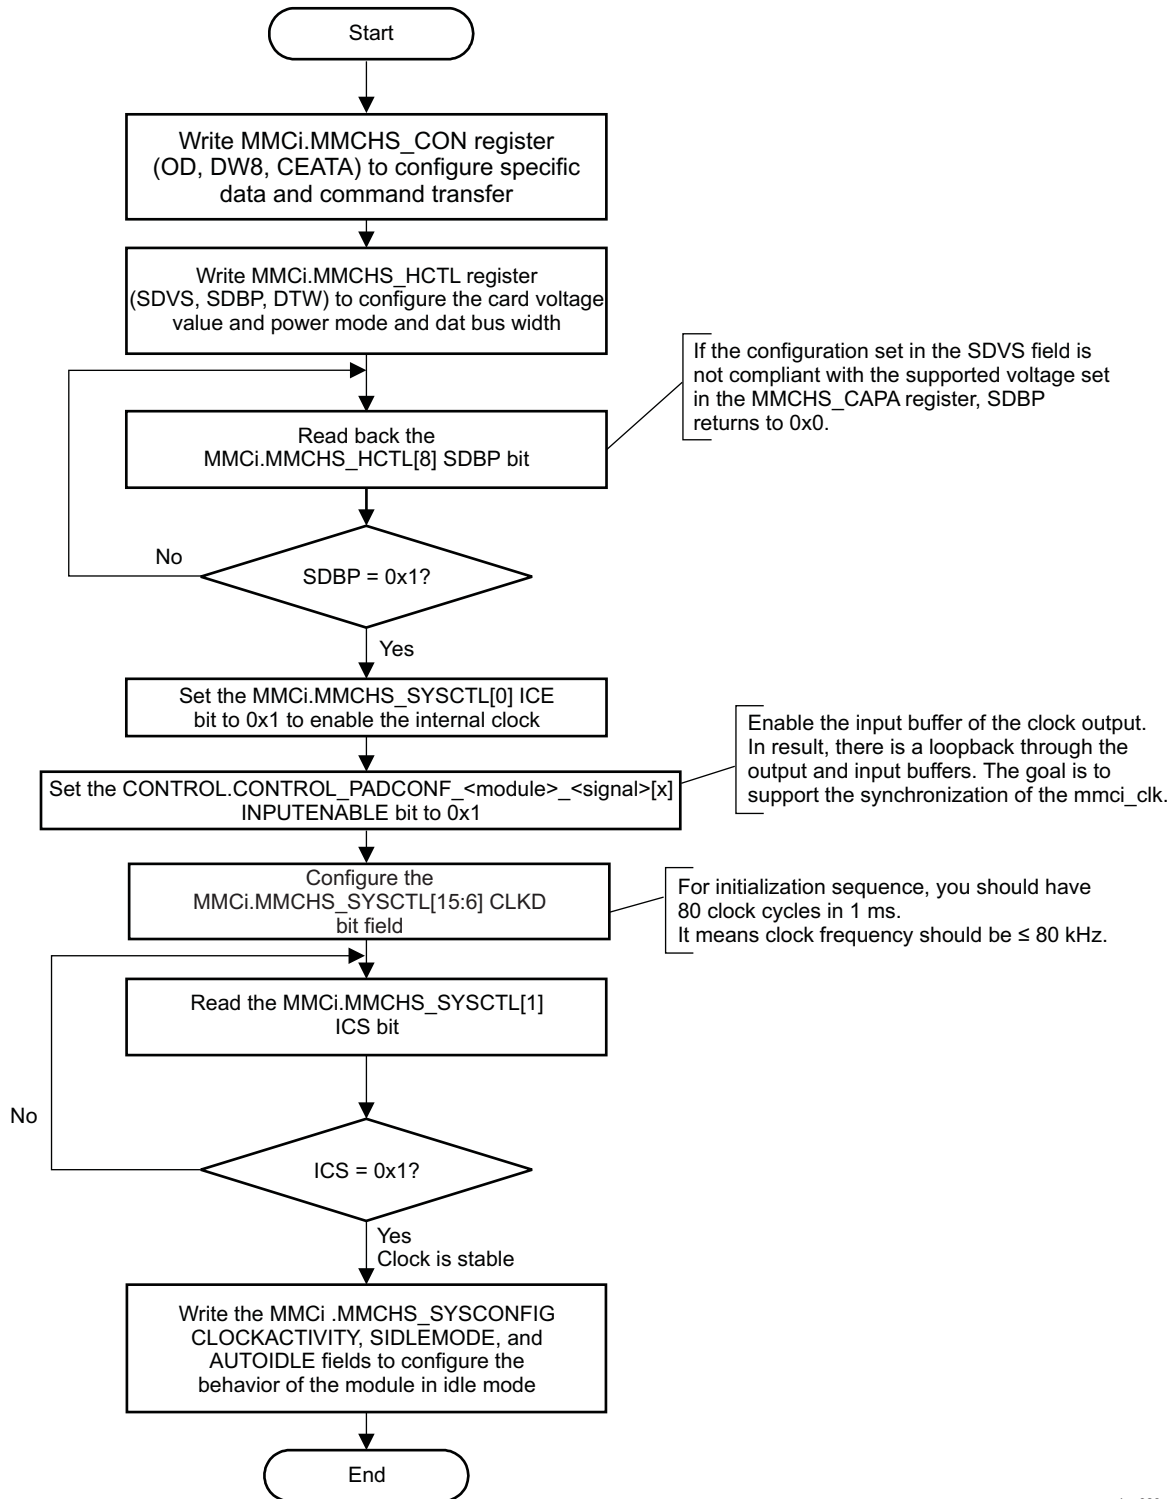 Start
Write MMCi.MMCHS_CON register
(OD, DW8, CEATA) to configure specific
data and command transfer
Write MMCi.MMCHS_HCTL register
(SDVS, SDBP, DTW) to configure the card voltage
value and power mode and dat bus width
If the configuration set in the SDVS field is
not compliant with the supported voltage set
in the MMCHS_CAPA register, SDBP
returns to 0x0.
Read back the
MMCi.MMCHS_HCTL[8] SDBP bit
No
SDBP = 0x1?
Yes
Set the MMCi.MMCHS_SYSCTL[0] ICE
bit to 0x1 to enable the internal clock
Enable the input buffer of the clock output.
In result, there is a loopback through the
output and input buffers. The goal is to
support the synchronization of the mmci_clk.
Set the CONTROL.CONTROL_PADCONF_<module>_<signal>[x]
INPUTENABLE bit to 0x1
Configure the
MMCi.MMCHS_SYSCTL[15:6] CLKD
bit field
For initialization sequence, you should have
80 clock cycles in 1 ms.
It means clock frequency should be ≤ 80 kHz.
Read the MMCi.MMCHS_SYSCTL[1]
ICS bit
No
ICS = 0x1?
Yes
Clock is stable
Write the MMCi .MMCHS_SYSCONFIG
CLOCKACTIVITY, SIDLEMODE, and
AUTOIDLE fields to configure the
behavior of the module in idle mode
End